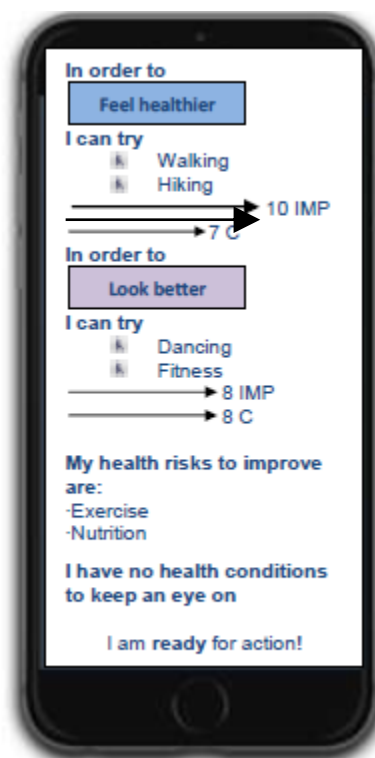 In order to
Feel healthier
I can try
Walking
Hiking
10 IMP
7 C
In order to
Look better
I can try
Dancing
Fitness
8 IMP
8 C
My health risks to improve
are:
·Exercise
·Nutrition
I have no health conditions
to keep an eye on
I am ready for action!